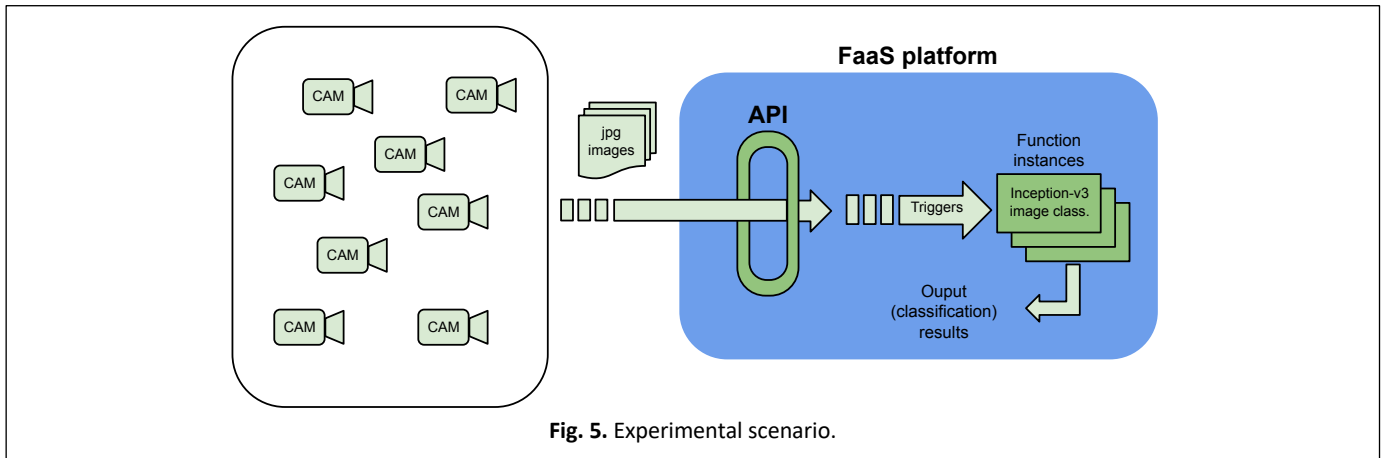 CAM
CAM
CAM
CAM
CAM
CAM
CAM
CAM
jpg
images
FaaS platform
API
Triggers
Function
instances
Inception-v3
image class.
Ouput
(classification)
results
Fig. 5. Experimental scenario.